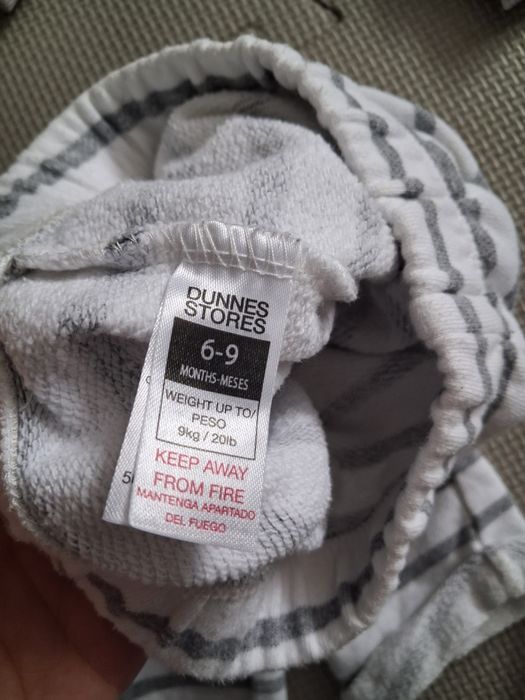 DUNNES
STORES
6-9
MONTHS-MESES
WEIGHT UP TO/
PESO
9kg / 20lb
KEEP AWAY
FROM FIRE
MANTENGA APARTADO
DEL FUEGO